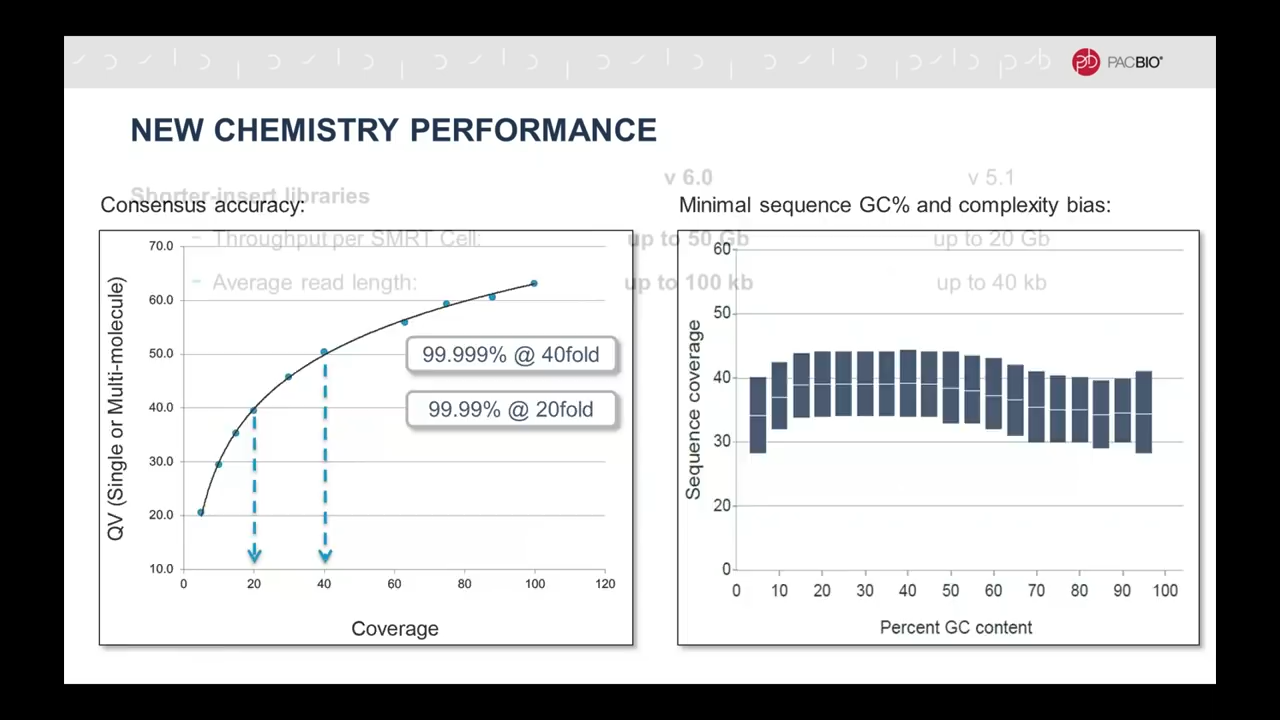 PACBIO®
NEW CHEMISTRY PERFORMANCE
v 6.0
v 5.1
Shorter-insert libraries
– Throughput per SMRT Cell:
up to 50 Gb
up to 20 Gb
– Average read length:
up to 100 kb
up to 40 kb
Consensus accuracy:
QV (Single or Multi-molecule)
70.0
60.0
50.0
40.0
30.0
20.0
10.0
99.999% @ 40fold
99.99% @ 20fold
0 20 40 60 80 100 120
Coverage
Minimal sequence GC% and complexity bias:
Sequence coverage
60
50
40
30
20
0
0 10 20 30 40 50 60 70 80 90 100
Percent GC content